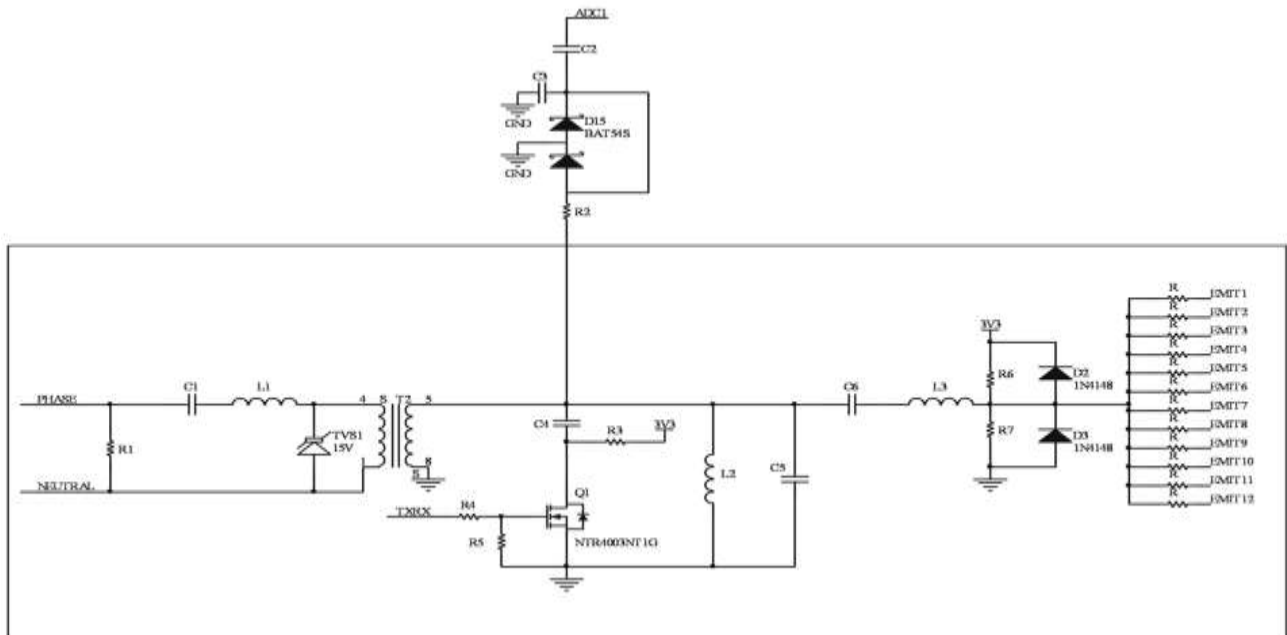 ADC1
C2
C3
GND
D15
BAT54S
GND
R2
R EMIT1
R EMIT2
R EMIT3
R EMIT4
R EMIT5
R EMIT6
R EMIT7
R EMIT8
R EMIT9
R EMIT10
R EMIT11
R EMIT12
3V3
R6
D2
1N4148
R7
D3
1N4148
PHASE
C1
L1
4 S T2 5
C6
L3
R1
TVS1
15V
C4
R3
3V3
NEUTRAL
S 8
L2
C5
Q1
TXRX
R4
R5
NTR4003NT1G